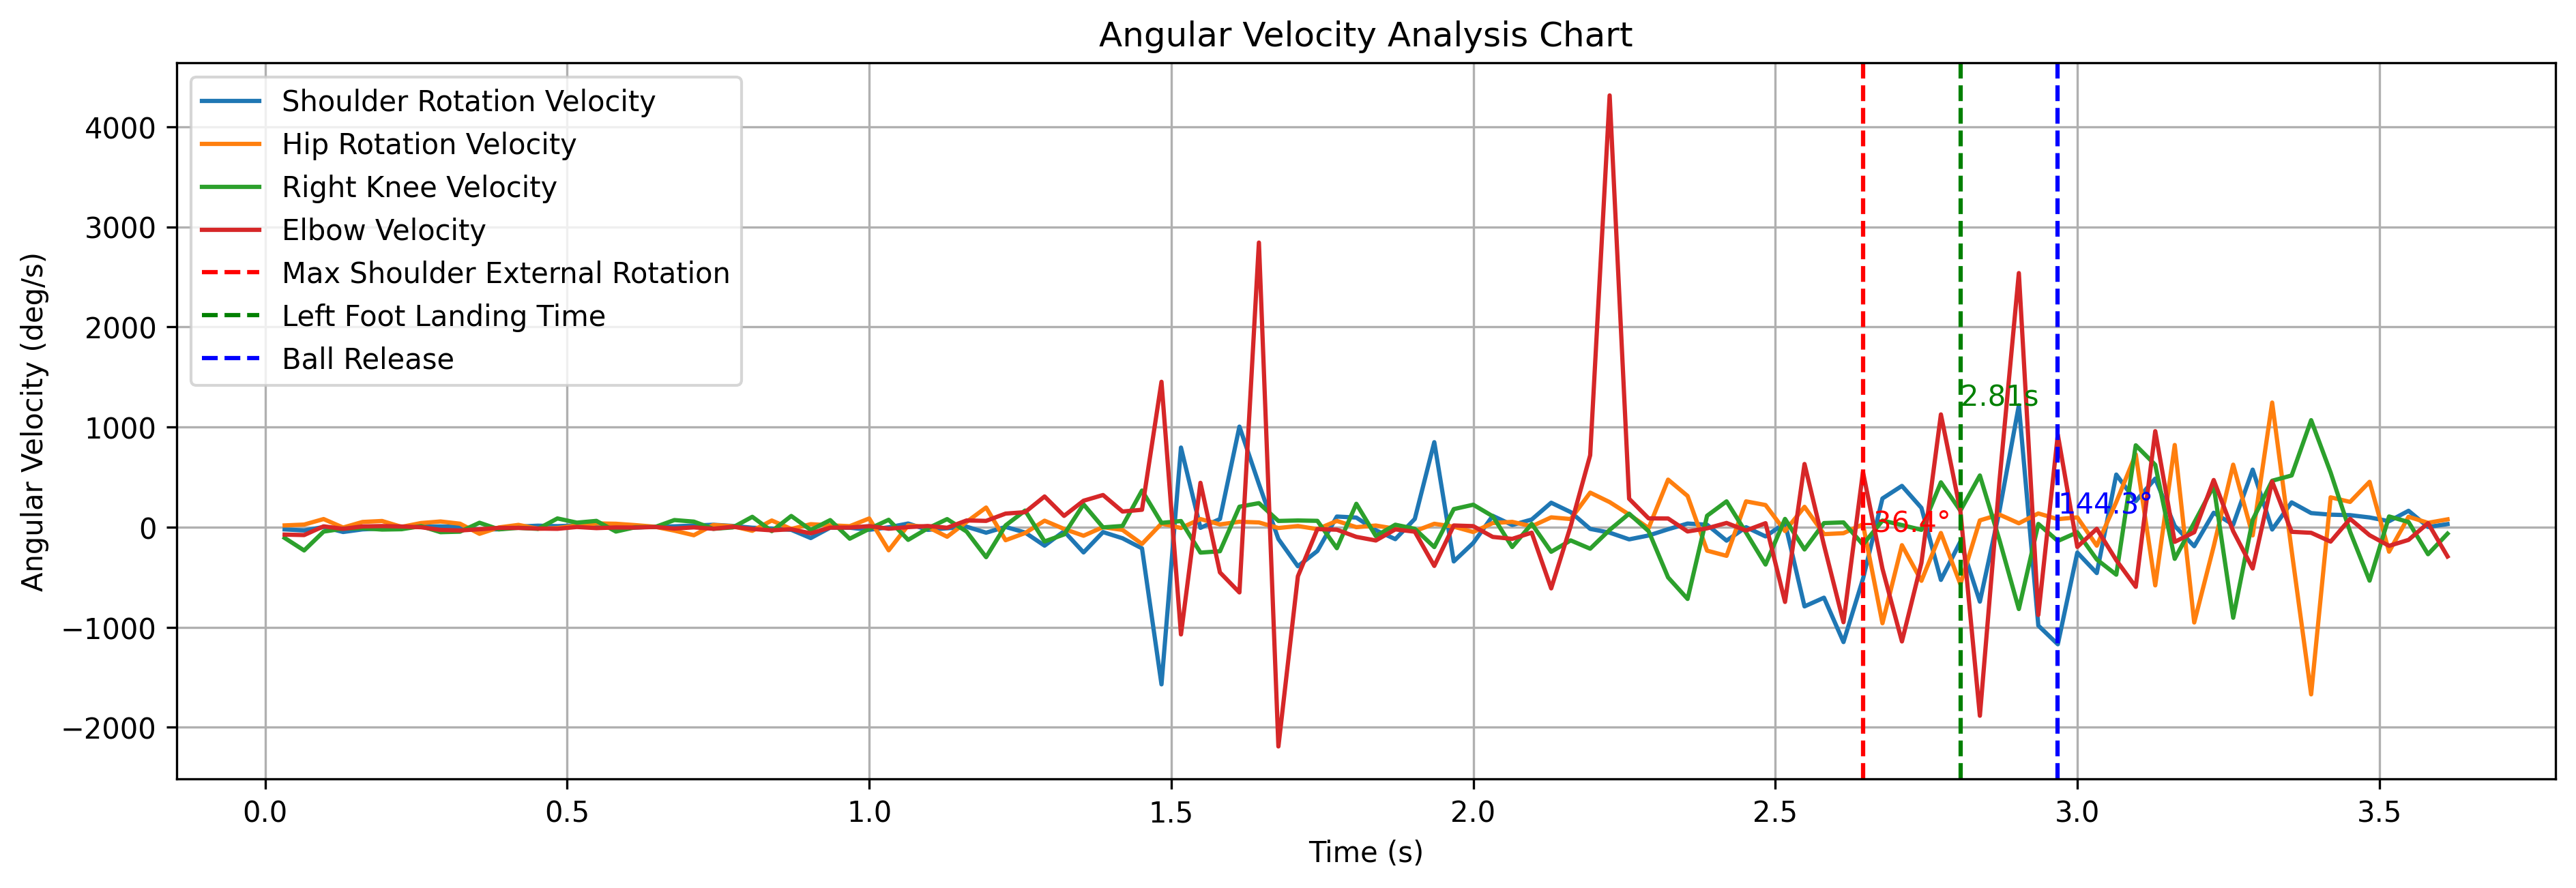 Angular Velocity Analysis Chart
Angular Velocity (deg/s)
4000
3000
2000
1000
0
−1000
−2000
Shoulder Rotation Velocity
Hip Rotation Velocity
Right Knee Velocity
Elbow Velocity
Max Shoulder External Rotation
Left Foot Landing Time
Ball Release
2.81s
144.3°
-36.4°
0.0
0.5
1.0
1.5
2.0
2.5
3.0
3.5
Time (s)